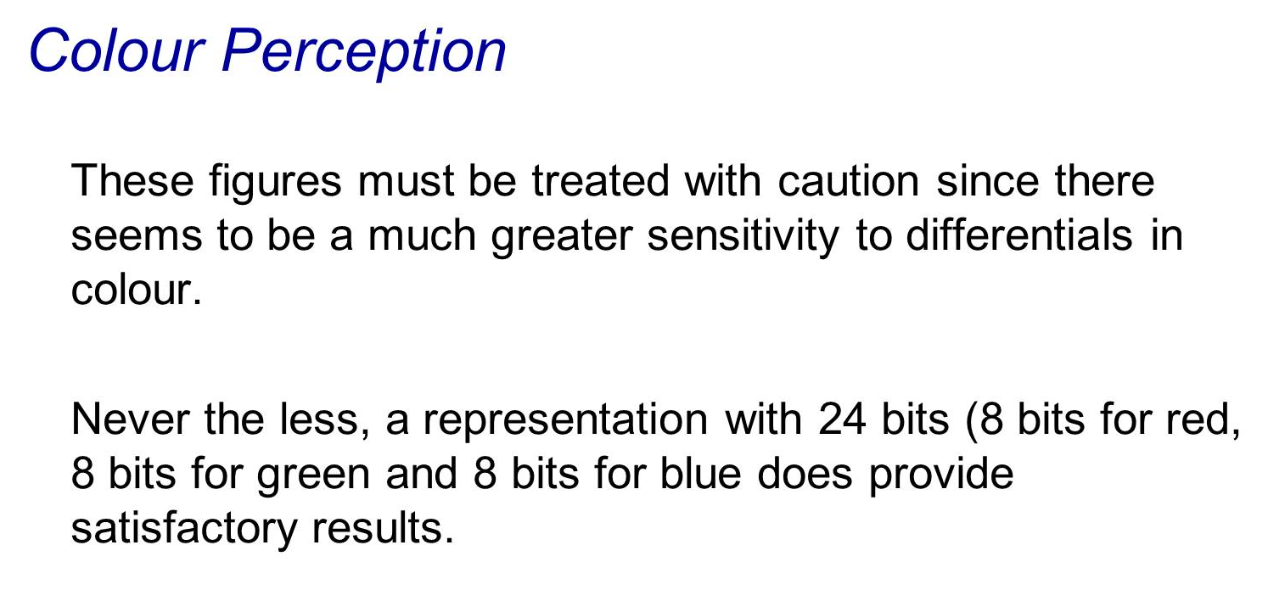 Colour Perception
These figures must be treated with caution since there
seems to be a much greater sensitivity to differentials in
colour.
Never the less, a representation with 24 bits (8 bits for red,
8 bits for green and 8 bits for blue does provide
satisfactory results.